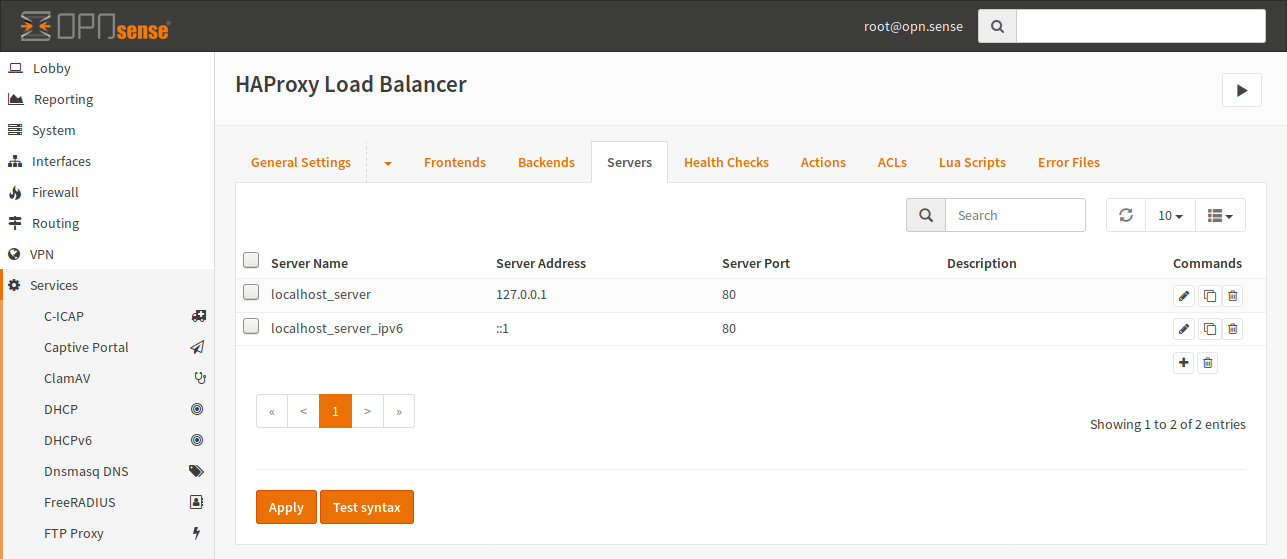 OPNsense®
root@opn.sense
Lobby
Reporting
System
Interfaces
Firewall
Routing
VPN
Services
C-ICAP
Captive Portal
ClamAV
DHCP
DHCPv6
Dnsmasq DNS
FreeRADIUS
FTP Proxy
HAProxy Load Balancer
General Settings Frontends Backends Servers Health Checks Actions ACLs Lua Scripts Error Files
Search 10
Server Name Server Address Server Port Description Commands
localhost_server 127.0.0.1 80
localhost_server_ipv6 ::1 80
« < 1 > »
Showing 1 to 2 of 2 entries
Apply Test syntax